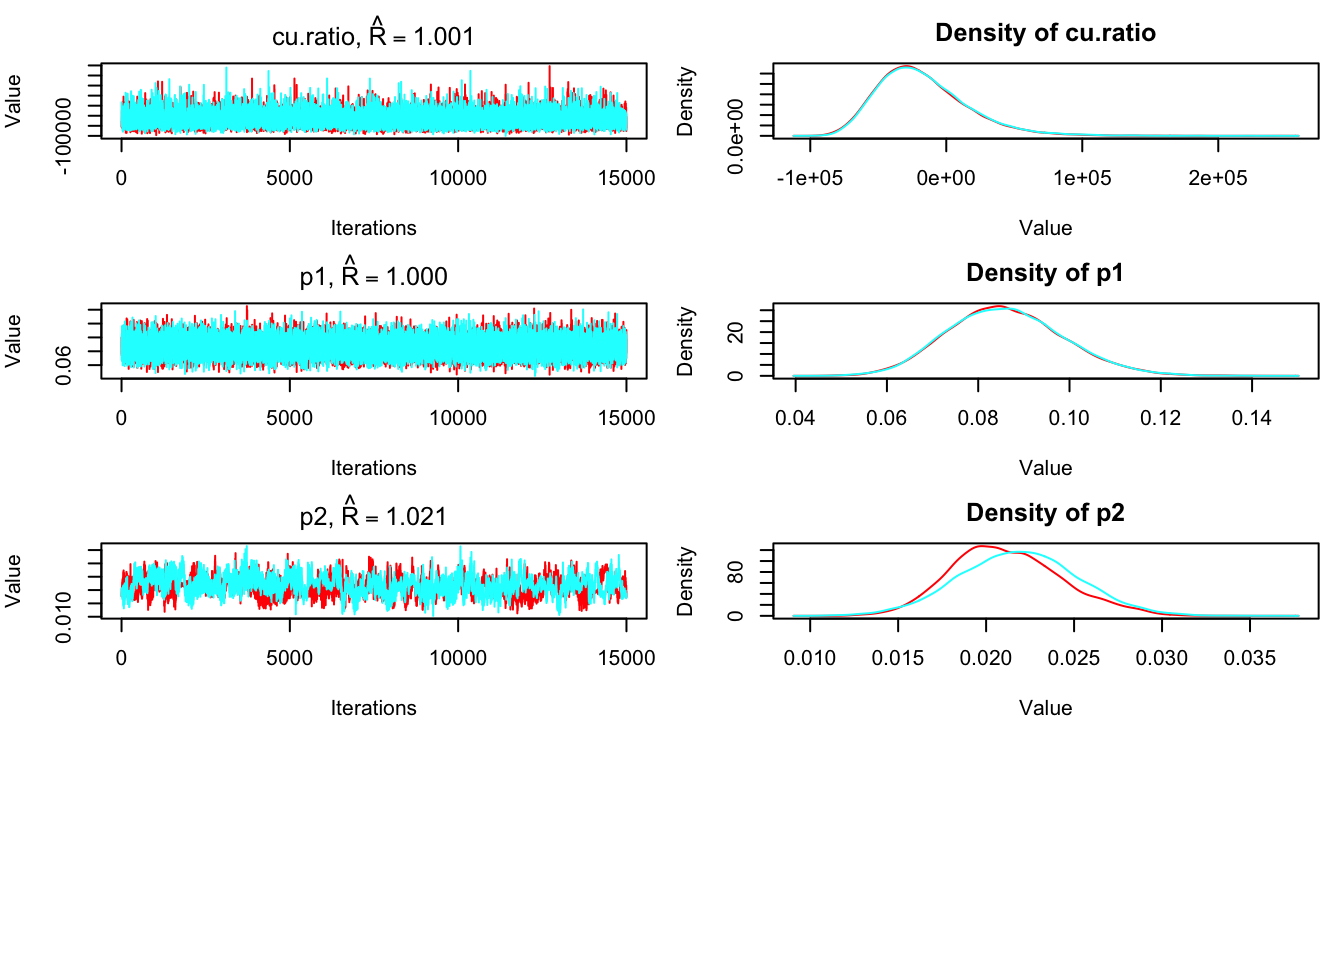 cu.ratio, R̂ = 1.001
Value
-100000
0 5000 10000 15000
Iterations
Density of cu.ratio
Density
0.0e+00
-1e+05 0e+00 1e+05 2e+05
Value
p1, R̂ = 1.000
Value
0.06
0 5000 10000 15000
Iterations
Density of p1
Density
0 20
0.04 0.06 0.08 0.10 0.12 0.14
Value
p2, R̂ = 1.021
Value
0.010
0 5000 10000 15000
Iterations
Density of p2
Density
0 80
0.010 0.015 0.020 0.025 0.030 0.035
Value